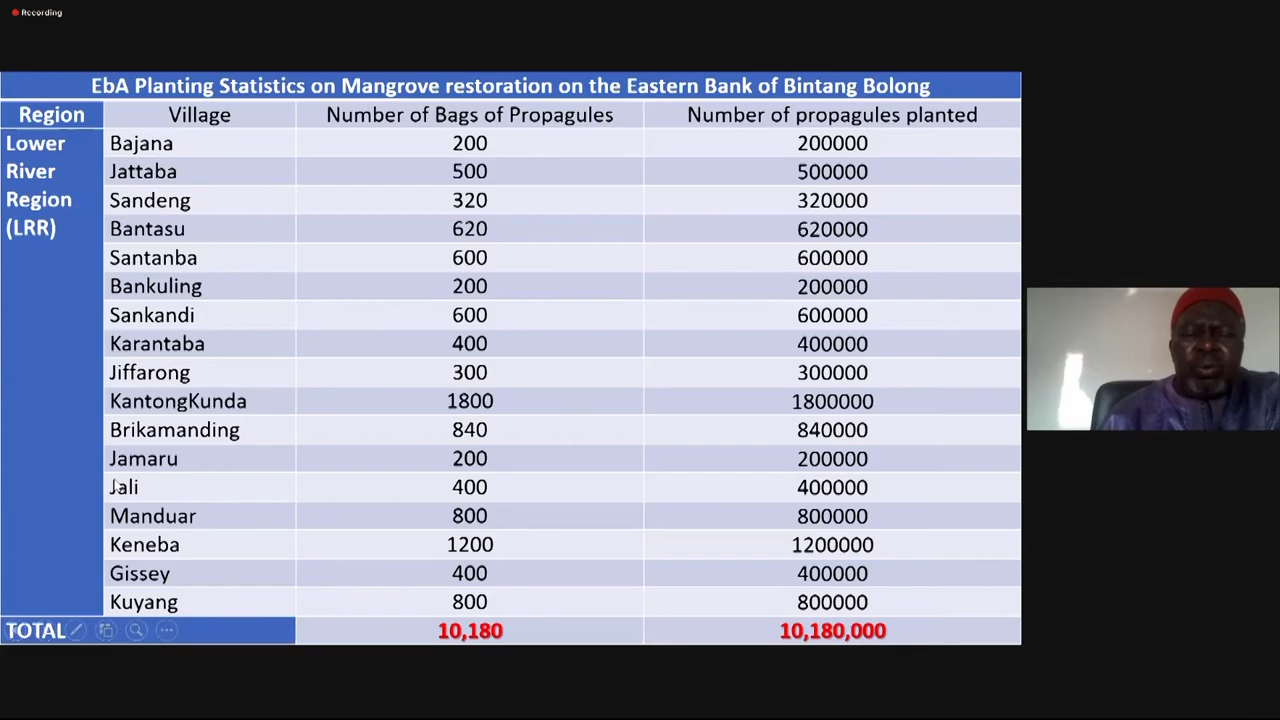 Recording
EbA Planting Statistics on Mangrove restoration on the Eastern Bank of Bintang Bolong
Region Village Number of Bags of Propagules Number of propagules planted
Lower Bajana 200 200000
River Jattaba 500 500000
Region Sandeng 320 320000
(LRR) Bantasu 620 620000
Santanba 600 600000
Bankuling 200 200000
Sankandi 600 600000
Karantaba 400 400000
Jiffarong 300 300000
KantongKunda 1800 1800000
Brikamanding 840 840000
Jamaru 200 200000
Jali 400 400000
Manduar 800 800000
Keneba 1200 1200000
Gissey 400 400000
Kuyang 800 800000
TOTAL 10,180 10,180,000